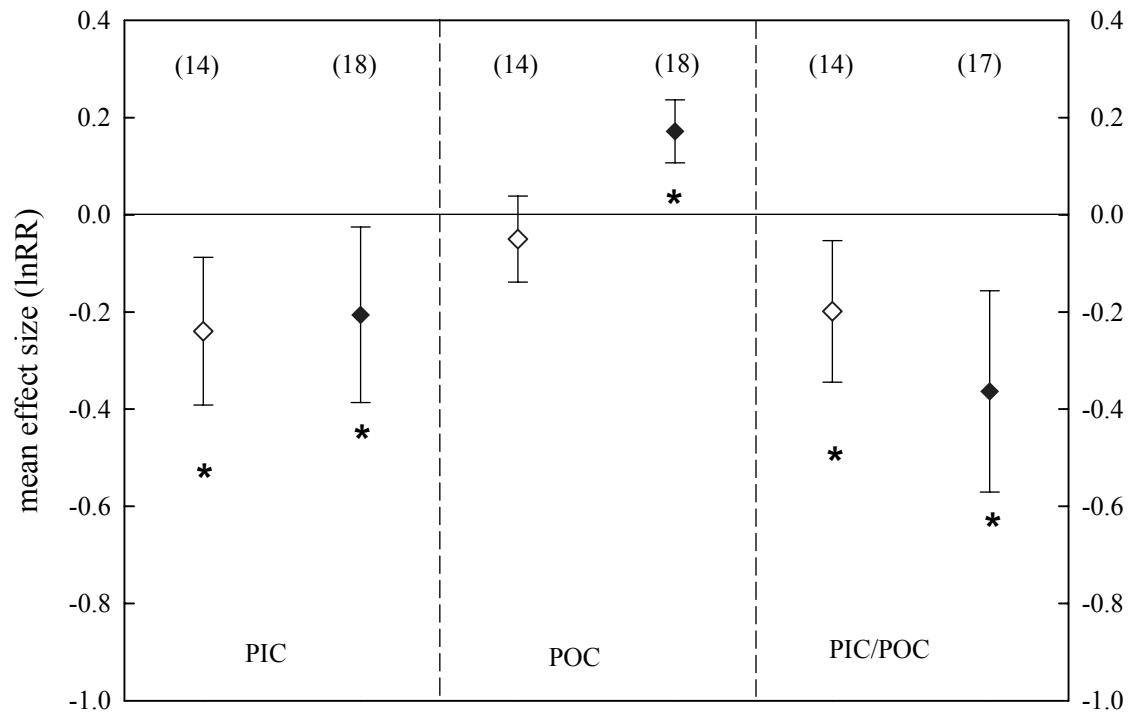 0.4 0.4
(14) (18) (14) (18) (14) (17)
0.2 0.2
*
0.0 0.0
mean effect size (lnRR)
-0.2 -0.2
-0.4 -0.4
* * * *
-0.6 -0.6
-0.8 -0.8
PIC POC PIC/POC
-1.0 -1.0